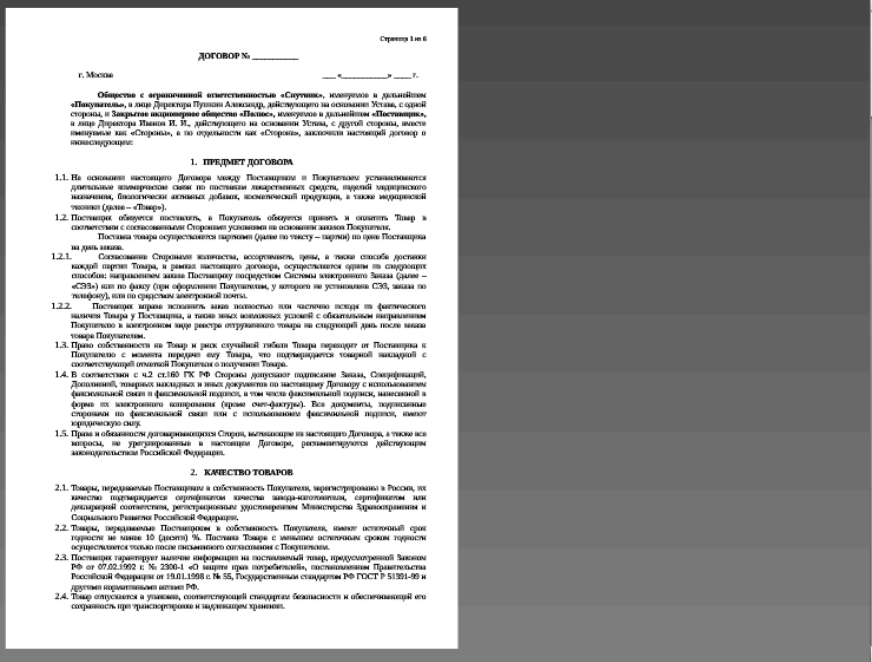 Страница 1 из 6
ДОГОВОР № ___________
г. Москва ___ «___________» ____ г.
Общество с ограниченной ответственностью «Спутник», именуемое в дальнейшем
«Покупатель», в лице Директора Пушкин Александр, действующего на основании Устава, с одной
стороны, и Закрытое акционерное общество «Полюс», именуемое в дальнейшем «Поставщик»,
в лице Директора Иванов И. И., действующего на основании Устава, с другой стороны, вместе
именуемые как «Стороны», а по отдельности как «Сторона», заключили настоящий договор о
нижеследующем:
1. ПРЕДМЕТ ДОГОВОРА
1.1. На основании настоящего Договора между Поставщиком и Покупателем устанавливаются
длительные коммерческие связи по поставкам лекарственных средств, изделий медицинского
назначения, биологически активных добавок, косметической продукции, а также медицинской
техники (далее – «Товар»).
1.2. Поставщик обязуется поставлять, а Покупатель обязуется принять и оплатить Товар в
соответствии с согласованными Сторонами условиями на основании заказов Покупателя.
Поставка товара осуществляется партиями (далее по тексту – партии) по цене Поставщика
на день заказа.
1.2.1. Согласование Сторонами количества, ассортимента, цены, а также способа доставки
каждой партии Товара, в рамках настоящего договора, осуществляется одним из следующих
способов: направлением заказа Поставщику посредством Системы электронного Заказа (далее –
«СЭЗ») или по факсу (при оформлении Покупателем, у которого не установлена СЭЗ, заказа по
телефону), или по средством электронной почты.
1.2.2. Поставщик вправе исполнить заказ полностью или частично исходя из фактического
наличия Товара у Поставщика, а также иных возможных условий с обязательным направлением
Покупателю в электронном виде реестра отгруженного товара на следующий день после заказа
товара Покупателем.
1.3. Право собственности на Товар и риск случайной гибели Товара переходит от Поставщика к
Покупателю с момента передачи ему Товара, что подтверждается товарной накладной с
соответствующей отметкой Покупателя о получении Товара.
1.4. В соответствии с ч.2 ст.160 ГК РФ Стороны допускают подписание Заказа, Спецификаций,
Дополнений, товарных накладных и иных документов по настоящему Договору с использованием
факсимильной связи и факсимильной подписи, в том числе факсимильной подписи, нанесенной в
форме их электронного копирования (кроме счет-фактуры). Все документы, подписанные
сторонами по факсимильной связи или с использованием факсимильной подписи, имеют
юридическую силу.
1.5. Права и обязанности договаривающихся Сторон, вытекающие из настоящего Договора, а также все
вопросы, не урегулированные в настоящем Договоре, регламентируются действующим
законодательством Российской Федерации.
2. КАЧЕСТВО ТОВАРОВ
2.1. Товары, передаваемые Поставщиком в собственность Покупателя, зарегистрированы в России, их
качество подтверждается сертификатом качества завода-изготовителя, сертификатом или
декларацией соответствия, регистрационным удостоверением Министерства Здравоохранения и
Социального Развития Российской Федерации.
2.2. Товары, передаваемые Поставщиком в собственность Покупателя, имеют остаточный срок
годности не менее 10 (десяти) %. Поставка Товара с меньшим остаточным сроком годности
осуществляется только после письменного согласования с Покупателем.
2.3. Поставщик гарантирует наличие информации на поставляемый товар, предусмотренной Законом
РФ от 07.02.1992 г. № 2300-1 «О защите прав потребителей», постановлением Правительства
Российской Федерации от 19.01.1998 г. № 55, Государственным стандартом РФ ГОСТ Р 51391-99 и
другими нормативными актами РФ.
2.4. Товар отпускается в упаковке, соответствующей стандартам безопасности и обеспечивающей его
сохранность при транспортировке и надлежащем хранении.